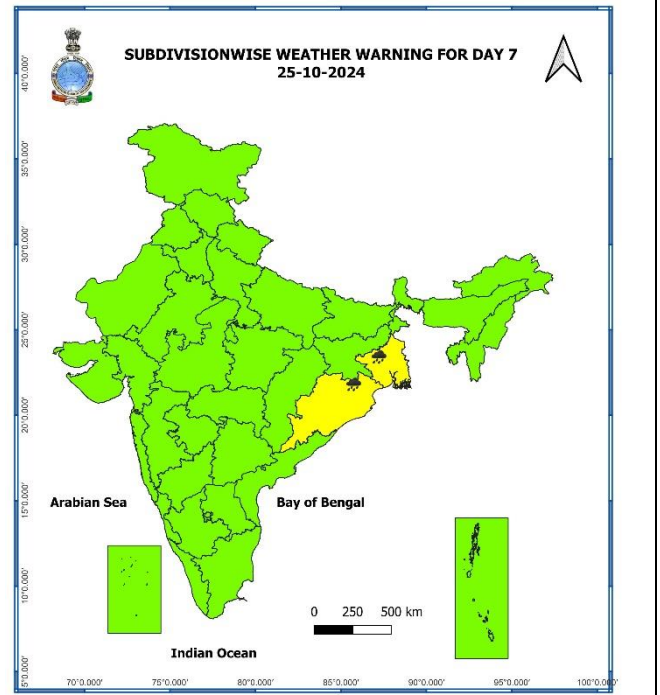 SUBDIVISIONWISE WEATHER WARNING FOR DAY 7
25-10-2024
40°0.000'
35°0.000'
30°0.000'
25°0.000'
20°0.000'
15°0.000'
10°0.000'
5°0.000'
Arabian Sea
Bay of Bengal
0 250 500 km
Indian Ocean
70°0.000' 75°0.000' 80°0.000' 85°0.000' 90°0.000' 95°0.000' 100°0.000'